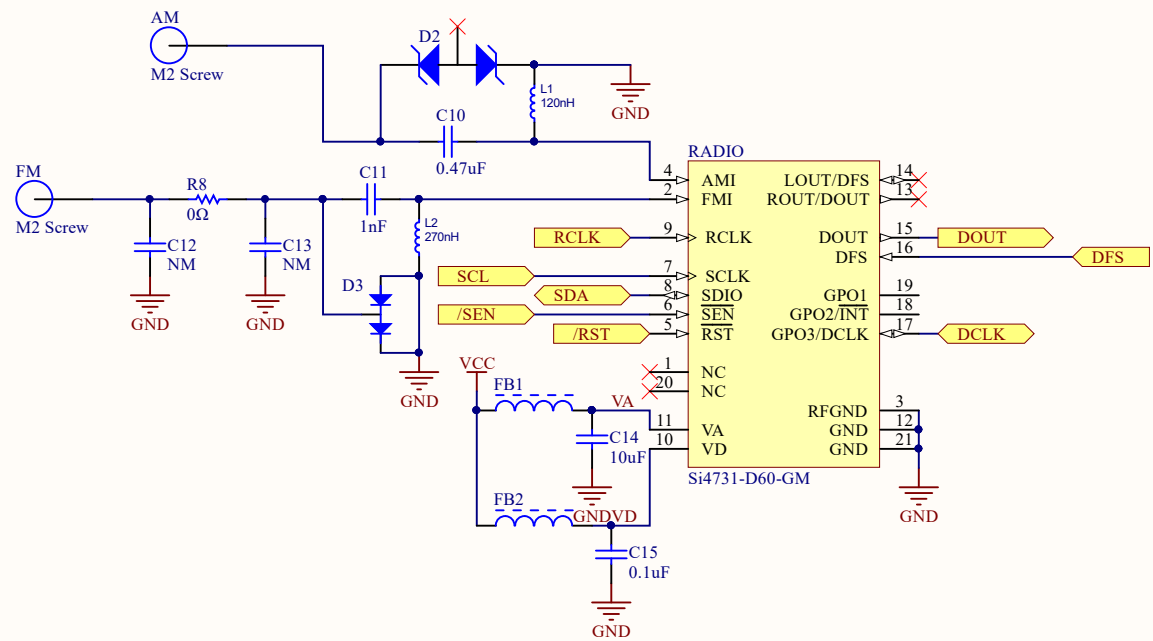 AM
M2 Screw
D2
L1
120nH
GND
C10
0.47uF
FM
M2 Screw
R8
0Ω
C11
1nF
L2
270nH
C12
NM
C13
NM
GND
GND
D3
GND
RADIO
4 AMI
2 FMI
RCLK 9 RCLK
SCL 7 SCLK
SDA 8 SDIO
/SEN 6 SEN
/RST 5 RST
1 NC
20 NC
11 VA
10 VD
LOUT/DFS 14
ROUT/DOUT 13
DOUT 15 DOUT
DFS 16 DFS
GPO1 19
GPO2/INT 18
GPO3/DCLK 17 DCLK
RFGND 3
GND 12
GND 21
Si4731-D60-GM
GND
VCC
FB1
VA
C14
10uF
GND
FB2
VD
C15
0.1uF
GND